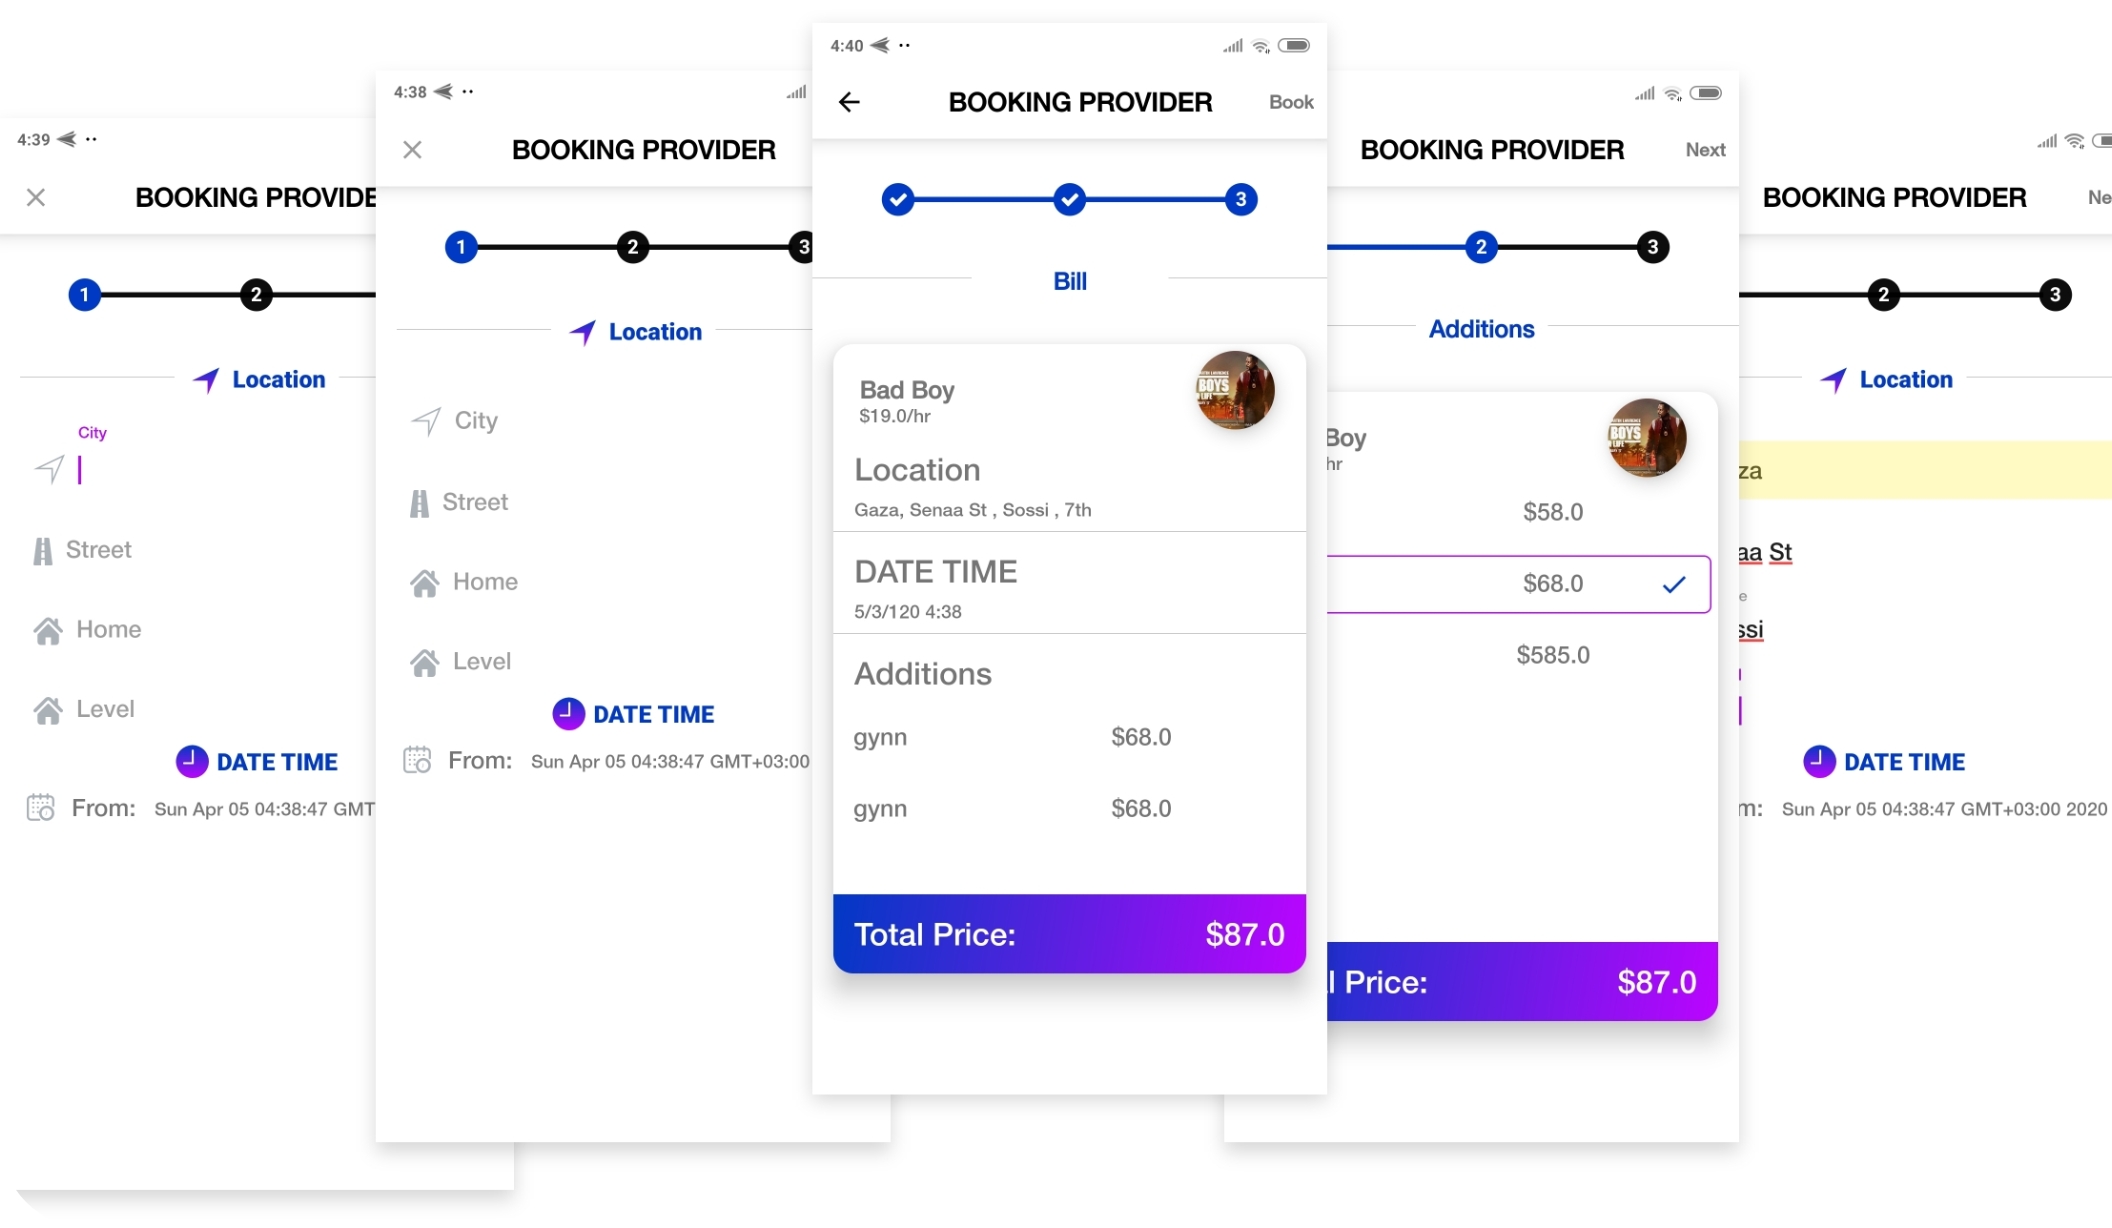 4:39
BOOKING PROVIDE
1 2
Location
City
Street
Home
Level
DATE TIME
From: Sun Apr 05 04:38:47 GMT
4:38
BOOKING PROVIDER
1 2 3
Location
City
Street
Home
Level
DATE TIME
From: Sun Apr 05 04:38:47 GMT+03:00
4:40
BOOKING PROVIDER Book
3
Bill
Bad Boy
$19.0/hr
BOYS
Location
Gaza, Senaa St , Sossi , 7th
DATE TIME
5/3/120 4:38
Additions
gynn $68.0
gynn $68.0
Total Price: $87.0
BOOKING PROVIDER Next
2 3
Additions
Boy
hr
BOYS
$58.0
$68.0
$585.0
l Price: $87.0
BOOKING PROVIDER Ne
2 3
Location
za
aa St
e
ssi
DATE TIME
m: Sun Apr 05 04:38:47 GMT+03:00 2020